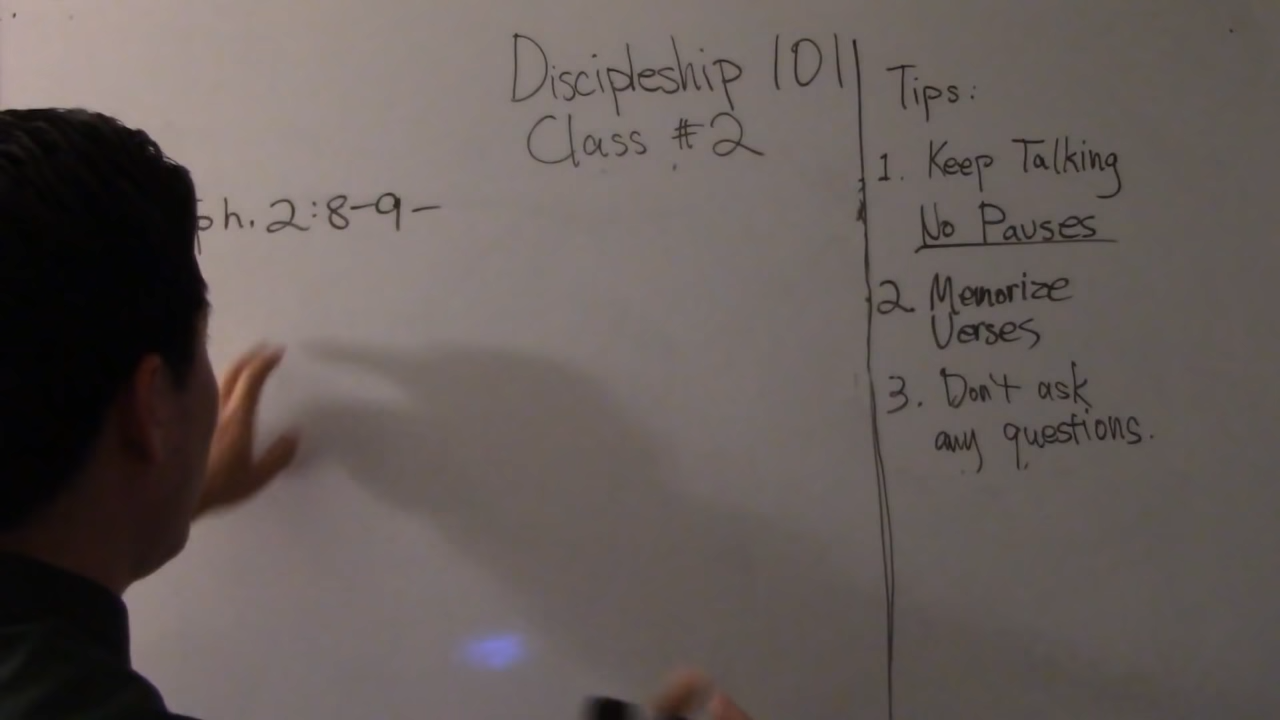 Discipleship 101
Class #2
ph. 2:8-9-
Tips:
1. Keep Talking
No Pauses
2 Memorize
Verses
3. Don't ask
any questions.